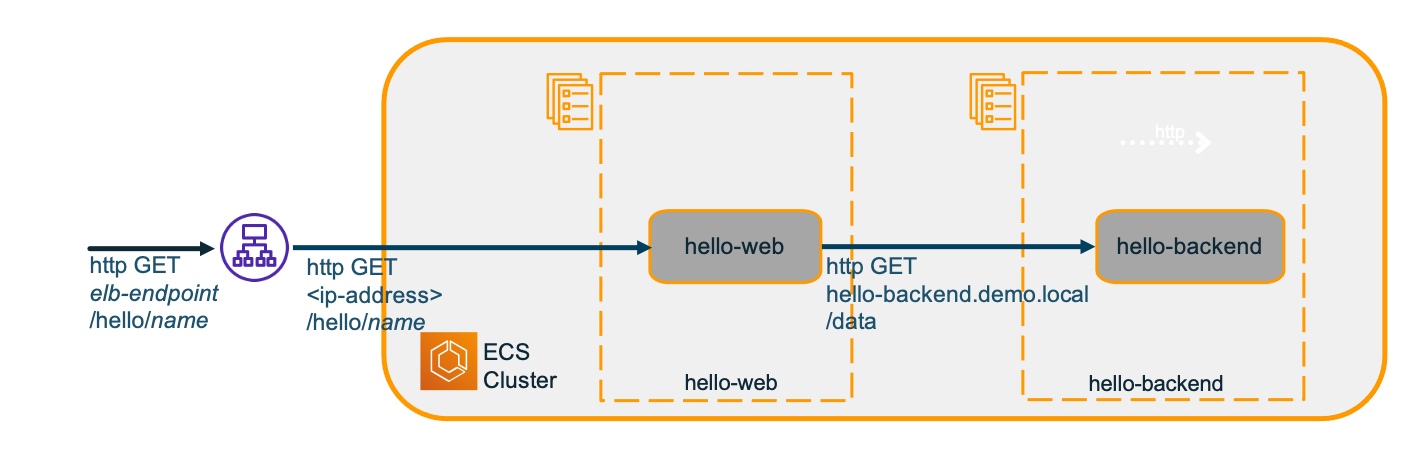 http
http GET
elb-endpoint
/hello/name
http GET
<ip-address>
/hello/name
hello-web
http GET
hello-backend.demo.local
/data
hello-backend
ECS
Cluster
hello-web
hello-backend